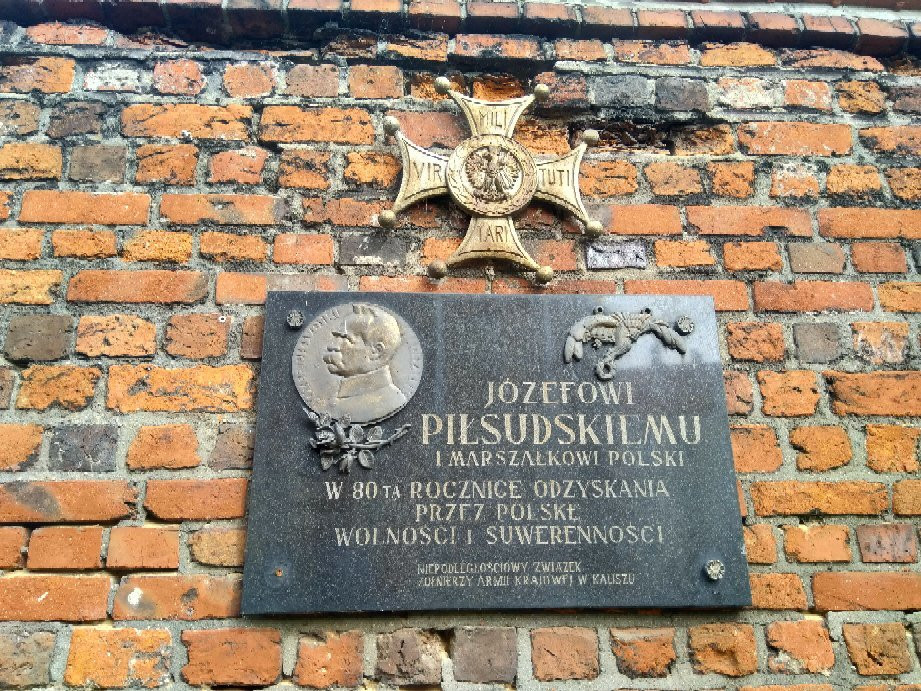 VIR
MILI
TUTI
TARI
JÓZEFOWI
PIŁSUDSKIEMU
I MARSZAŁKOWI POLSKI
W 80 TĄ ROCZNICĘ ODZYSKANIA
PRZEZ POLSKĘ
WOLNOŚCI I SUWERENNOŚCI
NIEPODLEGŁOŚCIOWY ZWIĄZEK
ŻOŁNIERZY ARMII KRAJOWEJ W KALISZU